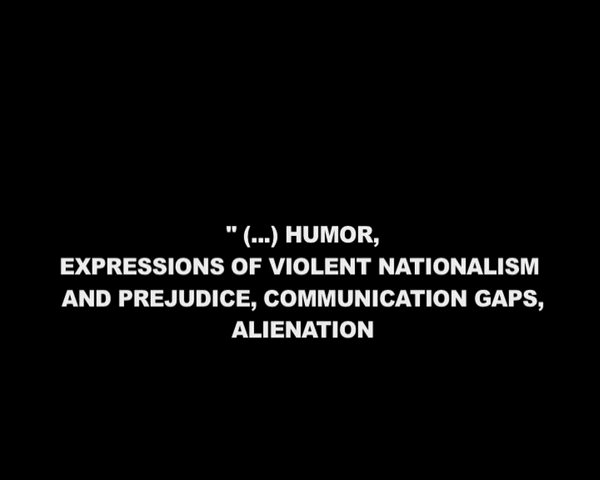 " (...) HUMOR,
EXPRESSIONS OF VIOLENT NATIONALISM
AND PREJUDICE, COMMUNICATION GAPS,
ALIENATION